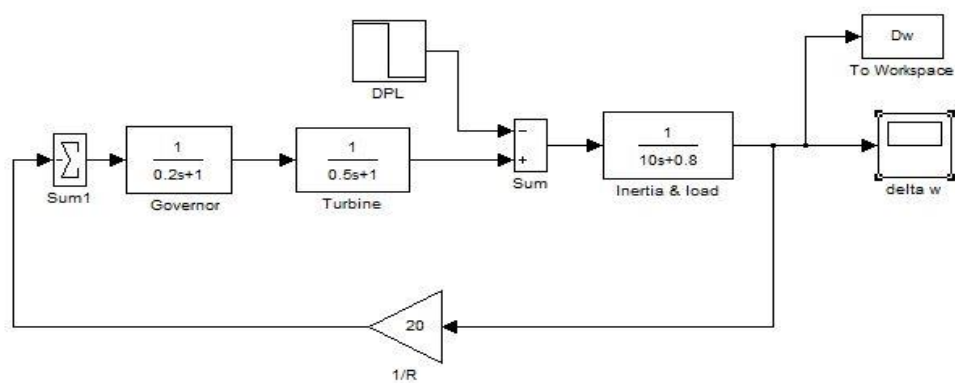 Dw
To Workspace
DPL
1
0.2s+1
Governor
1
0.5s+1
Turbine
−
+
Sum
1
10s+0.8
Inertia & load
delta w
−
Σ
Sum1
20
1/R